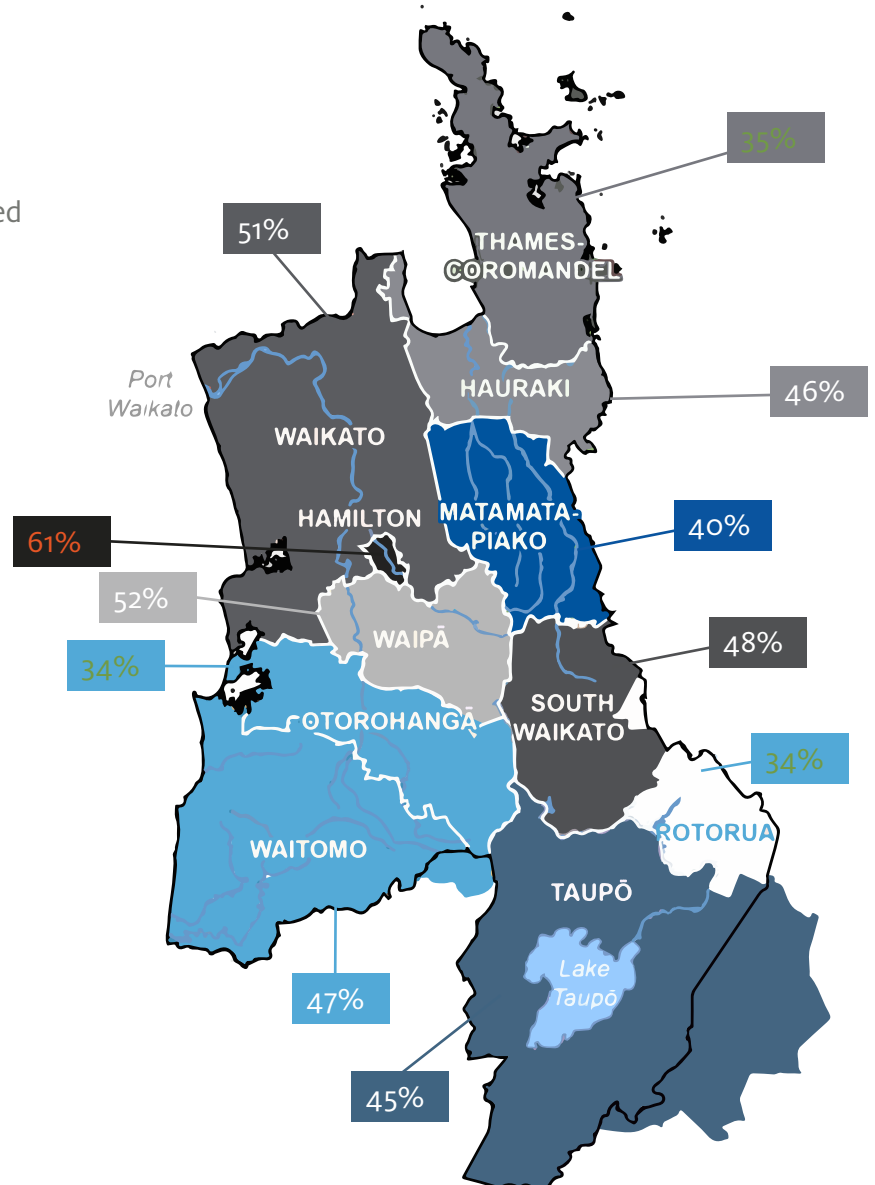 35%
ed
51%
THAMES-
COROMANDEL
Port
Waikato
HAURAKI
46%
WAIKATO
HAMILTON
MATAMATA-
PIAKO
40%
61%
52%
WAIPĀ
48%
34%
SOUTH
WAIKATO
OTOROHANGĀ
34%
ROTORUA
WAITOMO
TAUPŌ
Lake
Taupō
47%
45%